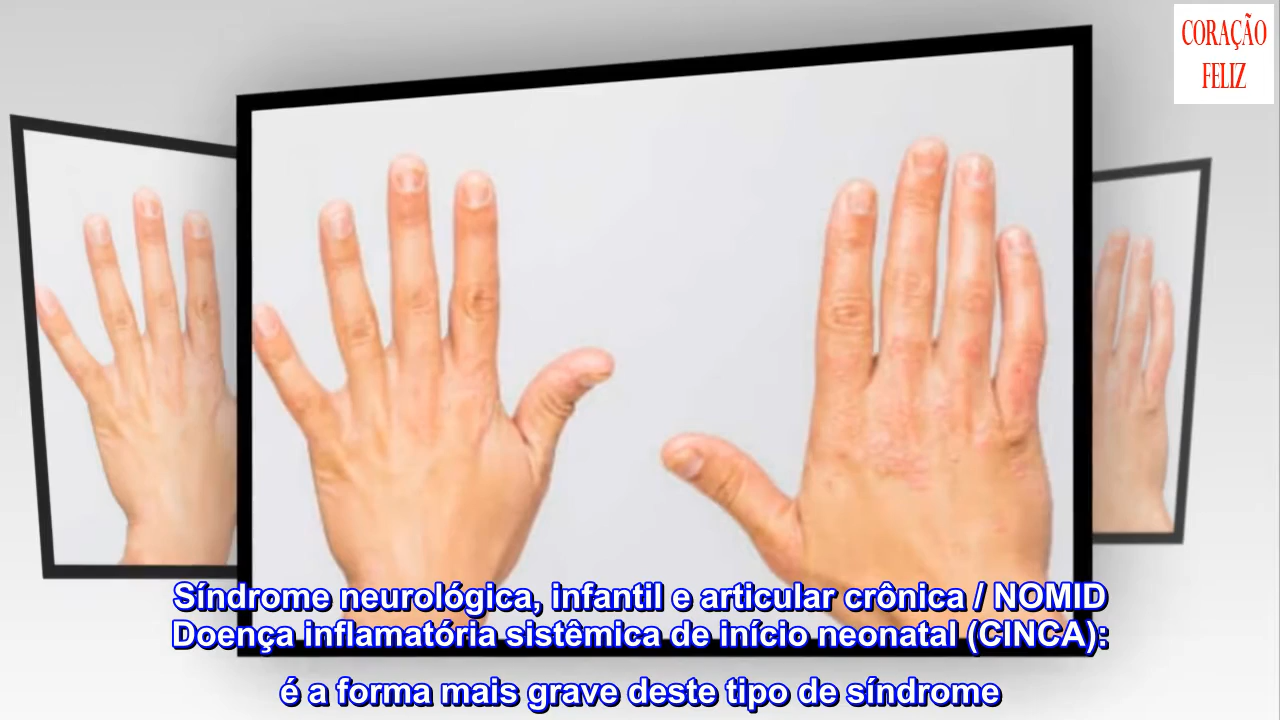 CORAÇÃO
FELIZ
Síndrome neurológica, infantil e articular crônica / NOMID
Doença inflamatória sistêmica de início neonatal (CINCA):
é a forma mais grave deste tipo de síndrome